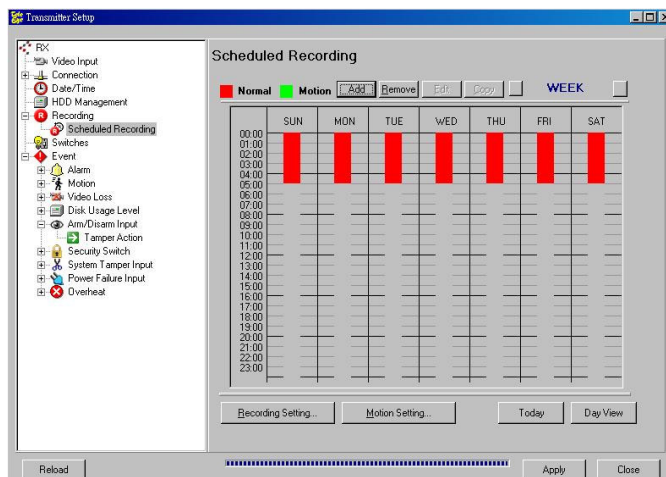 Transmitter Setup
RX
Video Input
Connection
Date/Time
HDD Management
Recording
Scheduled Recording
Switches
Event
Alarm
Motion
Video Loss
Disk Usage Level
Arm/Disarm Input
Tamper Action
Security Switch
System Tamper Input
Power Failure Input
Overheat
Scheduled Recording
Normal Motion Add Remove Edit Copy WEEK
SUN MON TUE WED THU FRI SAT
00:00
01:00
02:00
03:00
04:00
05:00
06:00
07:00
08:00
09:00
10:00
11:00
12:00
13:00
14:00
15:00
16:00
17:00
18:00
19:00
20:00
21:00
22:00
23:00
Recording Setting... Motion Setting... Today Day View
Reload Apply Close